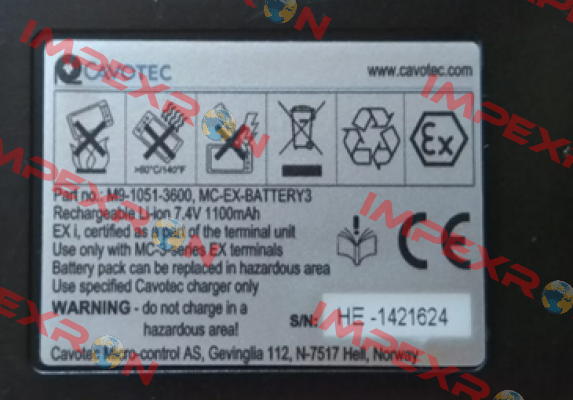 CAVOTEC
www.cavotec.com
>60°C/140°F
Ex
Part no.: M9-1051-3600, MC-EX-BATTERY3
Rechargeable Li-ion 7.4V 1100mAh
EX i, certified as a part of the terminal unit
Use only with MC-3-series EX terminals
Battery pack can be replaced in hazardous area
Use specified Cavotec charger only
WARNING - do not charge in a
hazardous area!
S/N: HE -1421624
CE
Cavotec Micro-control AS, Gevinglia 112, N-7517 Hell, Norway
IMPEXRON
IMPEXRON
IMPEXRON
IMPEXRON
IMPEXRON